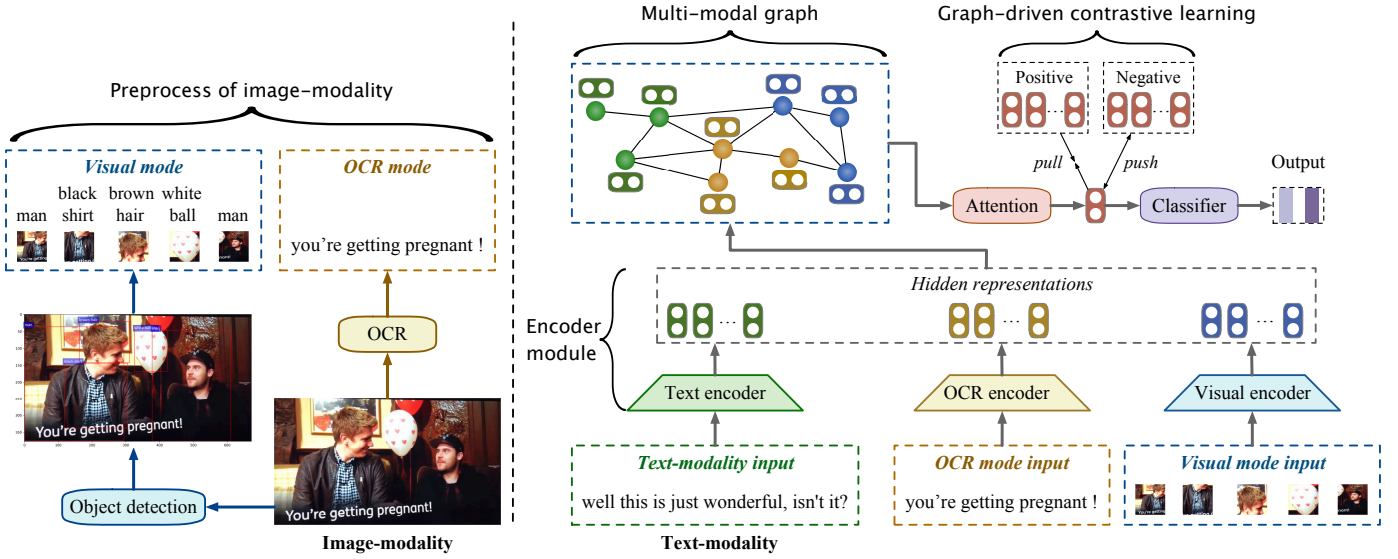 Preprocess of image-modality
Visual mode
man
black
shirt
brown
hair
white
ball
man
OCR mode
you're getting pregnant !
OCR
You're getting pregnant!
Object detection
You're getting pregnant!
Image-modality
Multi-modal graph
Graph-driven contrastive learning
Positive
Negative
...
...
pull
push
Attention
Classifier
Output
Encoder
module
Hidden representations
...
...
...
Text encoder
OCR encoder
Visual encoder
Text-modality input
well this is just wonderful, isn't it?
OCR mode input
you're getting pregnant !
Visual mode input
Text-modality